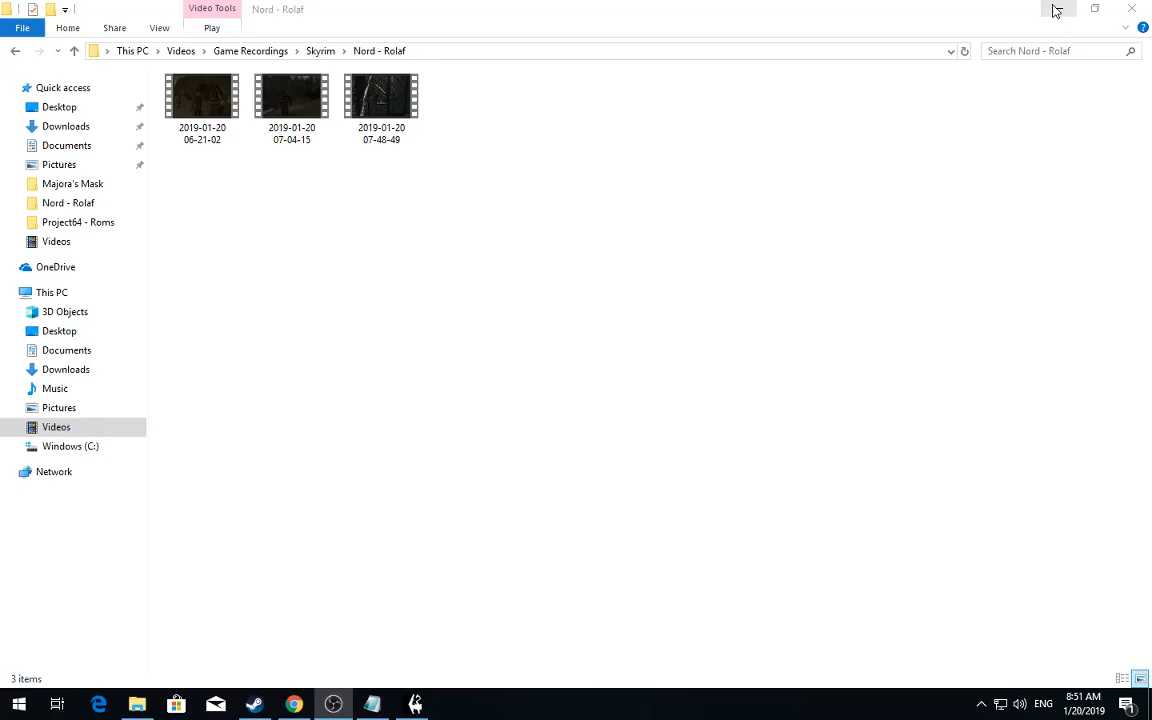 Video Tools
Nord - Rolaf
File
Home
Share
View
Play
This PC
Videos
Game Recordings
Skyrim
Nord - Rolaf
Search Nord - Rolaf
Quick access
Desktop
Downloads
Documents
Pictures
Majora's Mask
Nord - Rolaf
Project64 - Roms
Videos
OneDrive
This PC
3D Objects
Desktop
Documents
Downloads
Music
Pictures
Videos
Windows (C:)
Network
2019-01-20
06-21-02
2019-01-20
07-04-15
2019-01-20
07-48-49
3 items
ENG
8:51 AM
1/20/2019
1